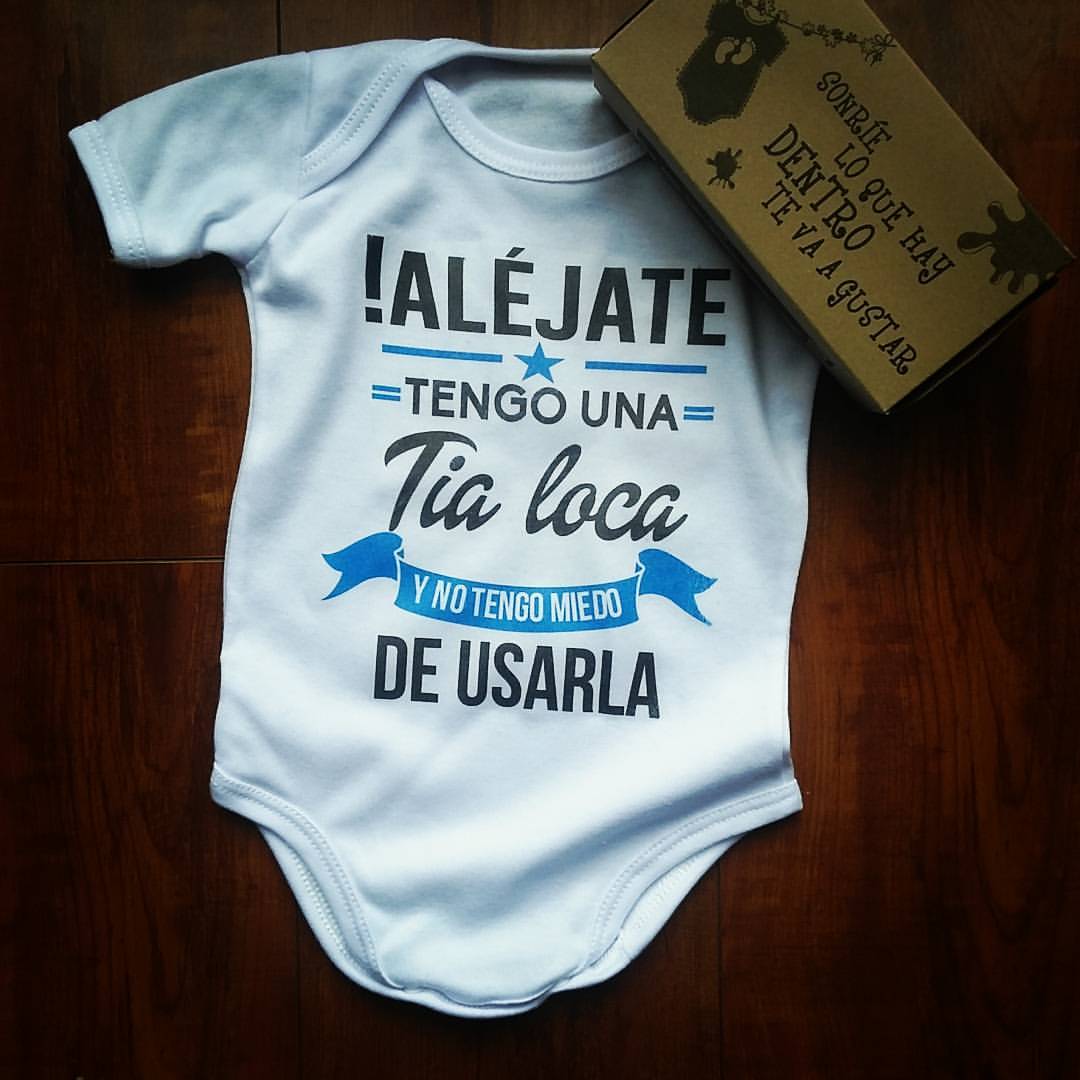 !ALÉJATE
TENGO UNA
Tia loca
Y NO TENGO MIEDO
DE USARLA
SONRÍE
LO QUE HAY
DENTRO
TE VA A GUSTAR